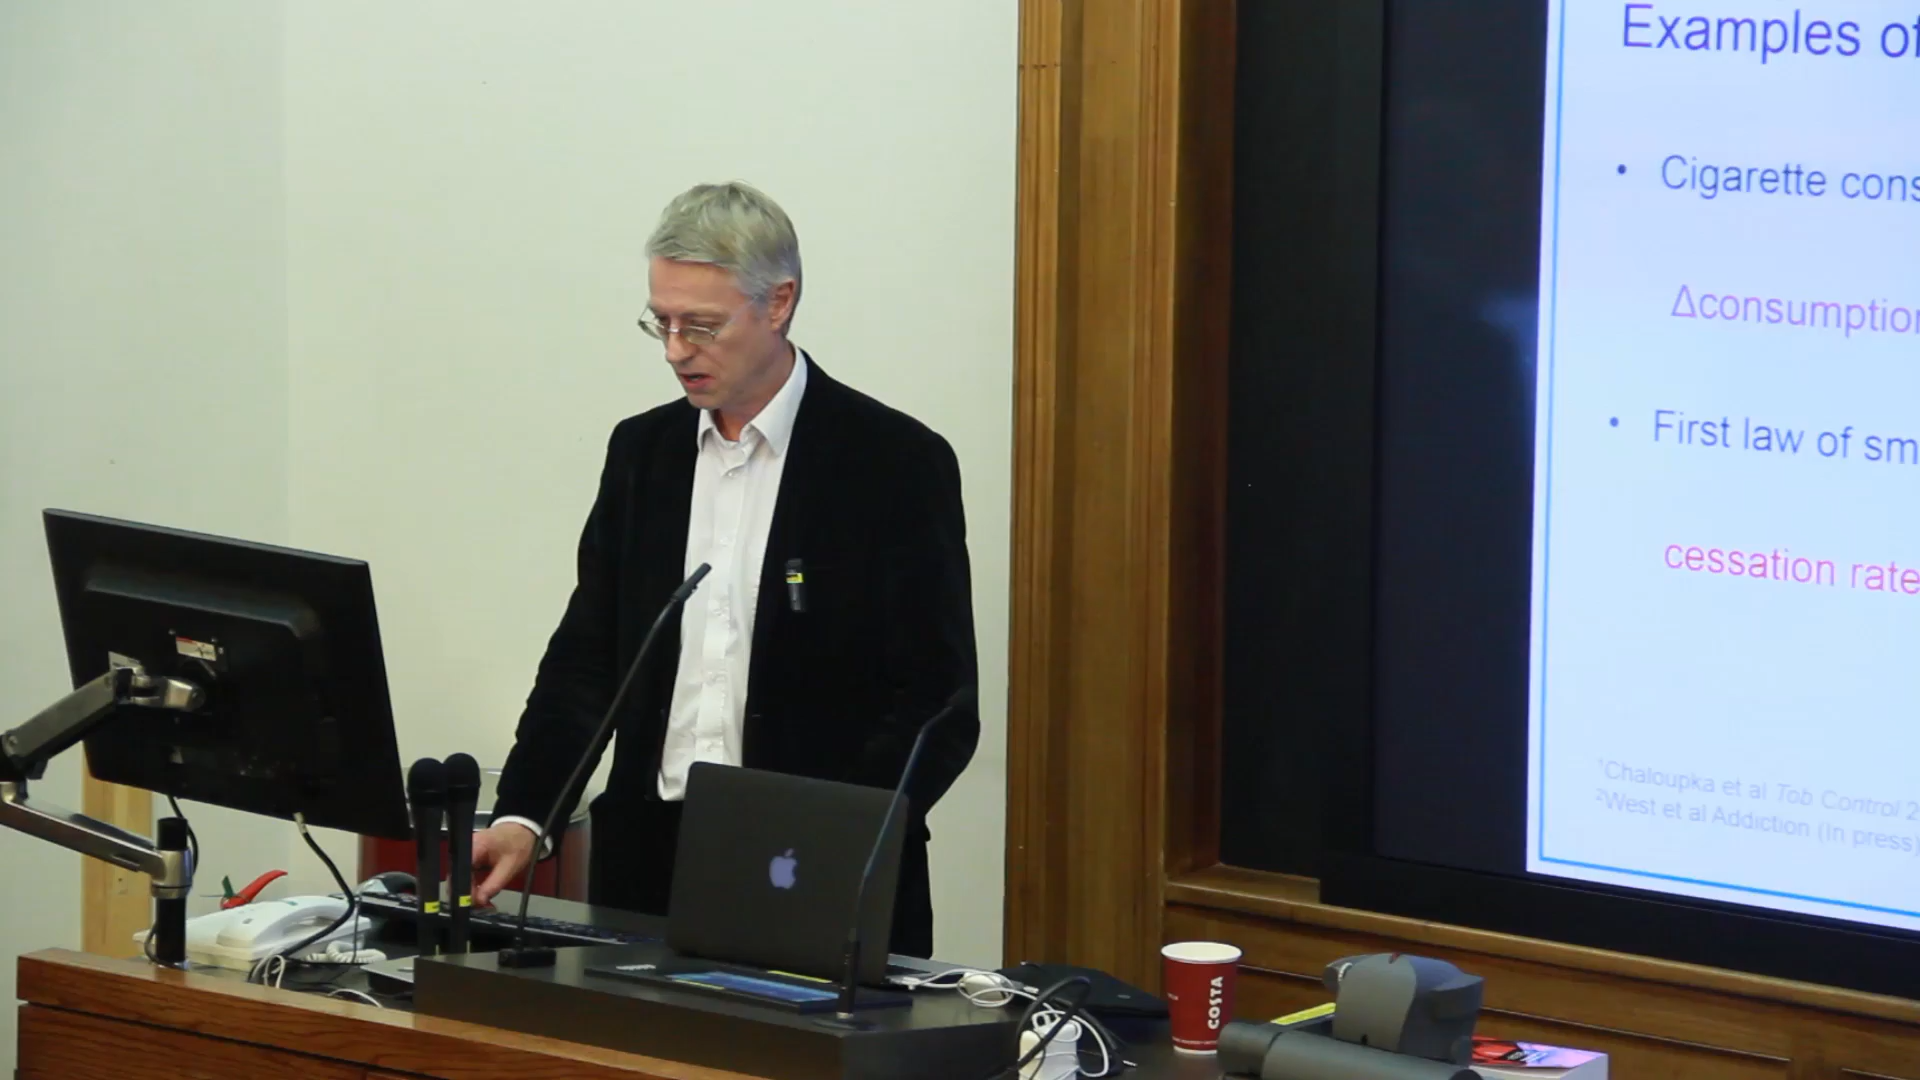 Examples of
• Cigarette cons
Δconsumption
• First law of sm
cessation rate
¹Chaloupka et al Tob Control 2
²West et al Addiction (In press)
COSTA